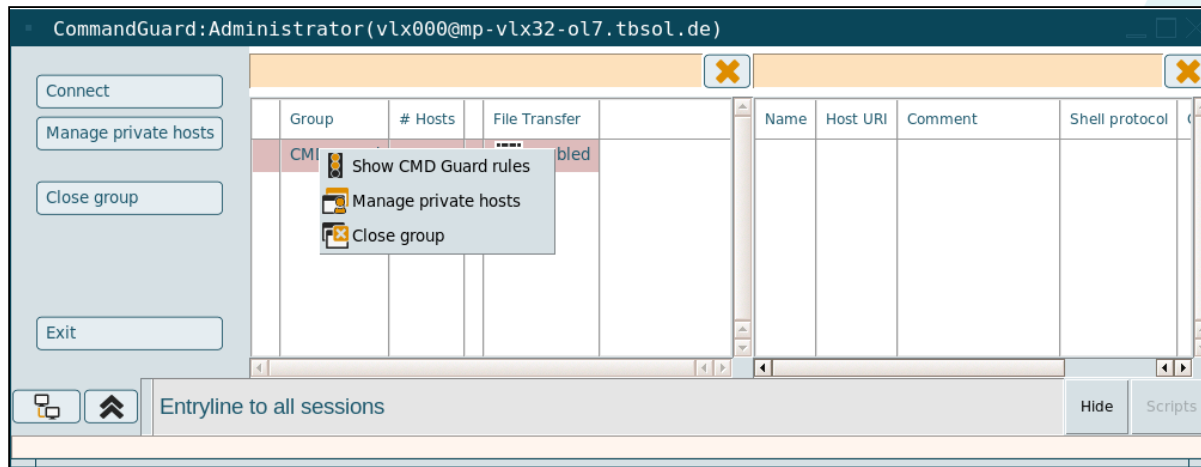 CommandGuard:Administrator(vlx000@mp-vlx32-ol7.tbsol.de)
Connect
Manage private hosts
Close group
Exit
Group # Hosts File Transfer
CM bled
Show CMD Guard rules
Manage private hosts
Close group
Name Host URI Comment Shell protocol
Entryline to all sessions
Hide Scripts